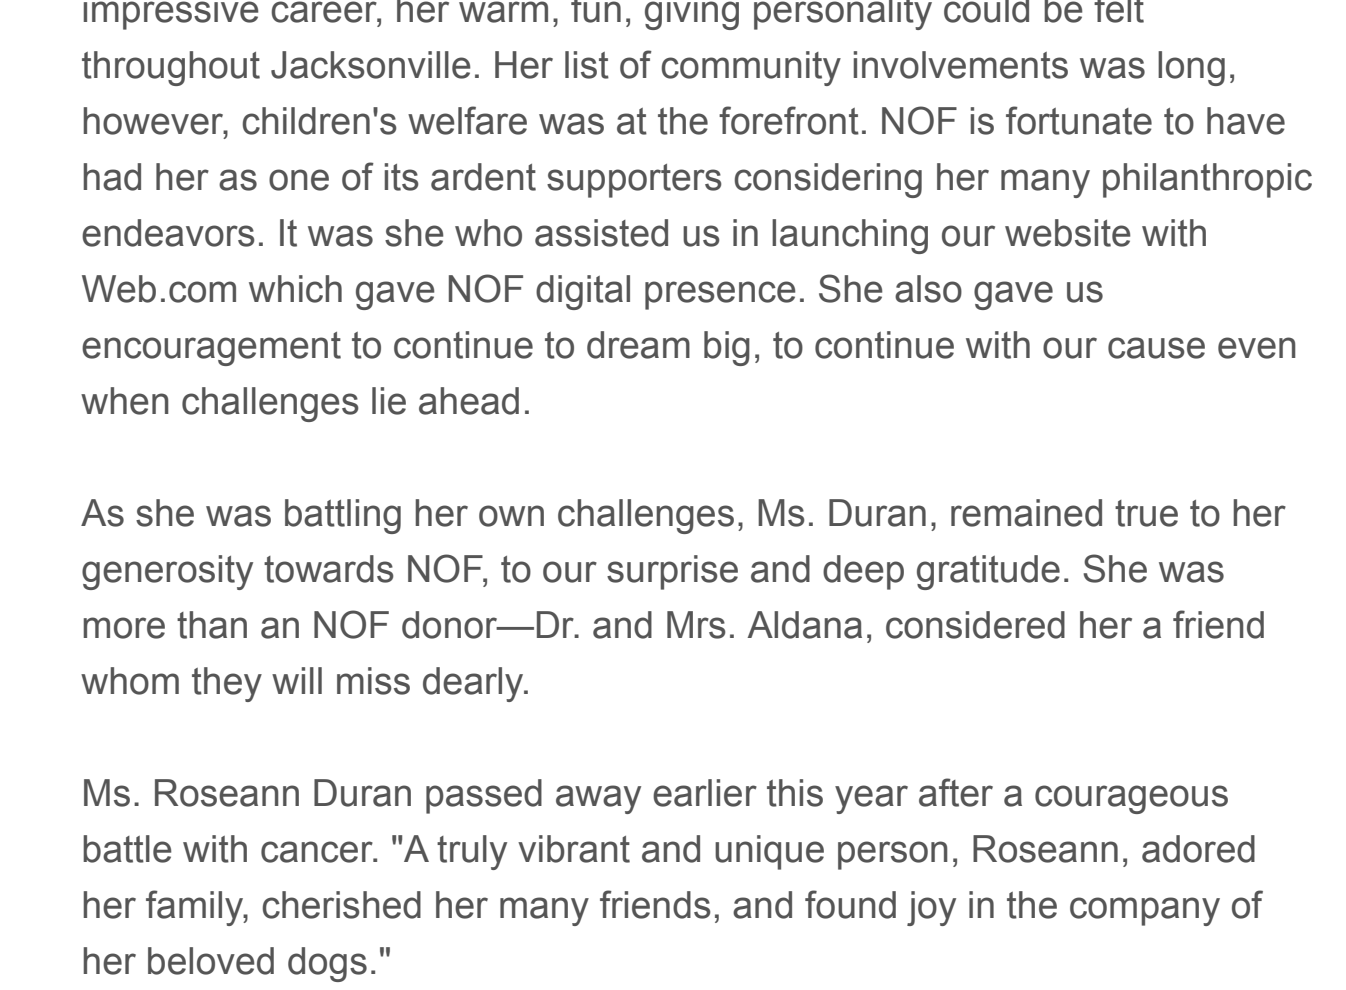 impressive career, her warm, fun, giving personality could be felt
throughout Jacksonville. Her list of community involvements was long,
however, children's welfare was at the forefront. NOF is fortunate to have
had her as one of its ardent supporters considering her many philanthropic
endeavors. It was she who assisted us in launching our website with
Web.com which gave NOF digital presence. She also gave us
encouragement to continue to dream big, to continue with our cause even
when challenges lie ahead.
As she was battling her own challenges, Ms. Duran, remained true to her
generosity towards NOF, to our surprise and deep gratitude. She was
more than an NOF donor—Dr. and Mrs. Aldana, considered her a friend
whom they will miss dearly.
Ms. Roseann Duran passed away earlier this year after a courageous
battle with cancer. "A truly vibrant and unique person, Roseann, adored
her family, cherished her many friends, and found joy in the company of
her beloved dogs."